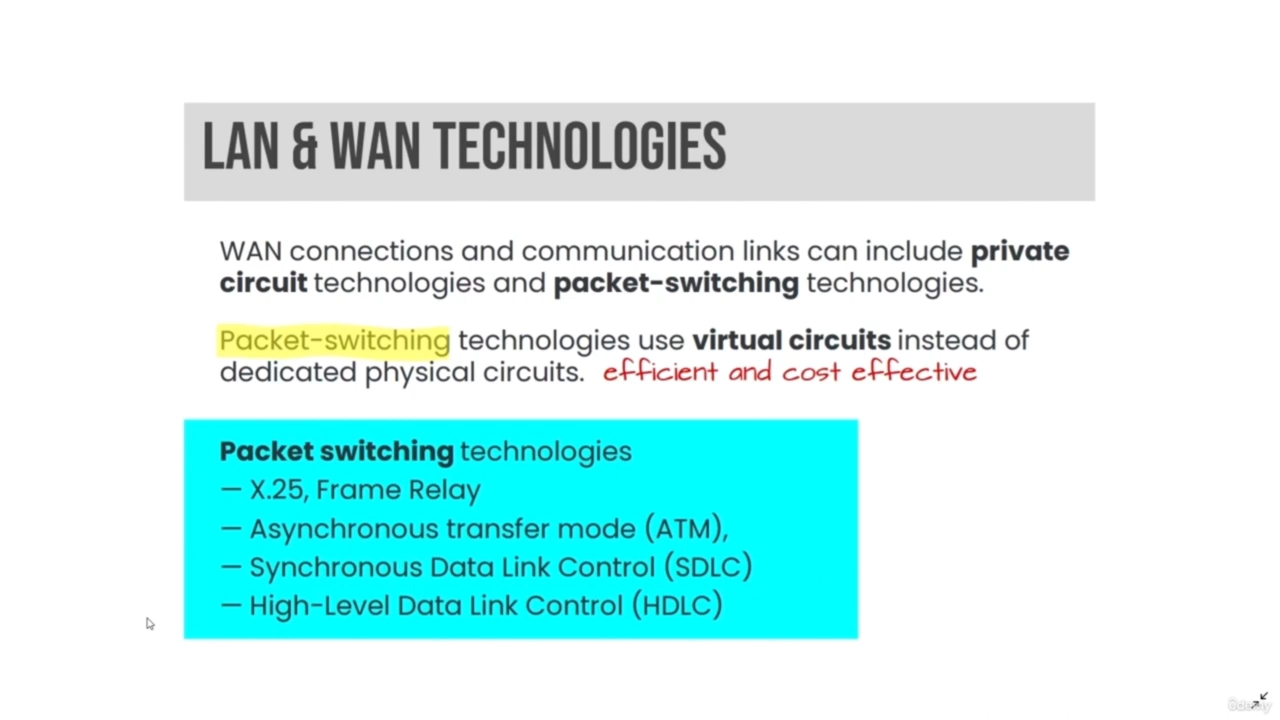 LAN & WAN TECHNOLOGIES
WAN connections and communication links can include private
circuit technologies and packet-switching technologies.
Packet-switching technologies use virtual circuits instead of
dedicated physical circuits. efficient and cost effective
Packet switching technologies
— X.25, Frame Relay
— Asynchronous transfer mode (ATM),
— Synchronous Data Link Control (SDLC)
— High-Level Data Link Control (HDLC)
ûdemy